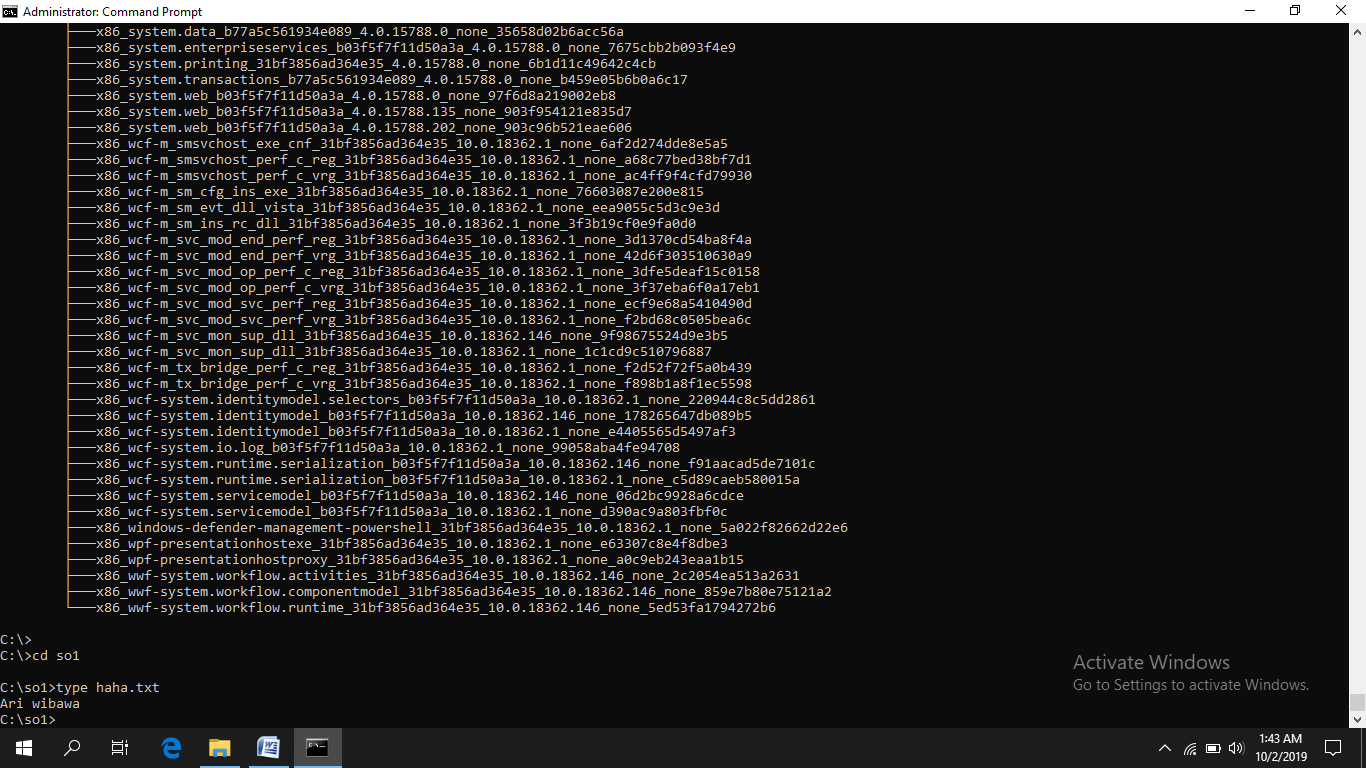 Administrator: Command Prompt
├───x86_system.data_b77a5c561934e089_4.0.15788.0_none_35658d02b6acc56a
├───x86_system.enterpriseservices_b03f5f7f11d50a3a_4.0.15788.0_none_7675cbb2b093f4e9
├───x86_system.printing_31bf3856ad364e35_4.0.15788.0_none_6b1d11c49642c4cb
├───x86_system.transactions_b77a5c561934e089_4.0.15788.0_none_b459e05b6b0a6c17
├───x86_system.web_b03f5f7f11d50a3a_4.0.15788.0_none_97f6d8a219002eb8
├───x86_system.web_b03f5f7f11d50a3a_4.0.15788.135_none_903f954121e835d7
├───x86_system.web_b03f5f7f11d50a3a_4.0.15788.202_none_903c96b521eae606
├───x86_wcf-m_smsvchost_exe_cnf_31bf3856ad364e35_10.0.18362.1_none_6af2d274dde8e5a5
├───x86_wcf-m_smsvchost_perf_c_reg_31bf3856ad364e35_10.0.18362.1_none_a68c77bed38bf7d1
├───x86_wcf-m_smsvchost_perf_c_vrg_31bf3856ad364e35_10.0.18362.1_none_ac4ff9f4cfd79930
├───x86_wcf-m_sm_cfg_ins_exe_31bf3856ad364e35_10.0.18362.1_none_76603087e200e815
├───x86_wcf-m_sm_evt_dll_vista_31bf3856ad364e35_10.0.18362.1_none_eea9055c5d3c9e3d
├───x86_wcf-m_sm_ins_rc_dll_31bf3856ad364e35_10.0.18362.1_none_3f3b19cf0e9fa0d0
├───x86_wcf-m_svc_mod_end_perf_reg_31bf3856ad364e35_10.0.18362.1_none_3d1370cd54ba8f4a
├───x86_wcf-m_svc_mod_end_perf_vrg_31bf3856ad364e35_10.0.18362.1_none_42d6f303510630a9
├───x86_wcf-m_svc_mod_op_perf_c_reg_31bf3856ad364e35_10.0.18362.1_none_3dfe5deaf15c0158
├───x86_wcf-m_svc_mod_op_perf_c_vrg_31bf3856ad364e35_10.0.18362.1_none_3f37eba6f0a17eb1
├───x86_wcf-m_svc_mod_svc_perf_reg_31bf3856ad364e35_10.0.18362.1_none_ecf9e68a5410490d
├───x86_wcf-m_svc_mod_svc_perf_vrg_31bf3856ad364e35_10.0.18362.1_none_f2bd68c0505bea6c
├───x86_wcf-m_svc_mon_sup_dll_31bf3856ad364e35_10.0.18362.146_none_9f98675524d9e3b5
├───x86_wcf-m_svc_mon_sup_dll_31bf3856ad364e35_10.0.18362.1_none_1c1cd9c510796887
├───x86_wcf-m_tx_bridge_perf_c_reg_31bf3856ad364e35_10.0.18362.1_none_f2d52f72f5a0b439
├───x86_wcf-m_tx_bridge_perf_c_vrg_31bf3856ad364e35_10.0.18362.1_none_f898b1a8f1ec5598
├───x86_wcf-system.identitymodel.selectors_b03f5f7f11d50a3a_10.0.18362.1_none_220944c8c5dd2861
├───x86_wcf-system.identitymodel_b03f5f7f11d50a3a_10.0.18362.146_none_178265647db089b5
├───x86_wcf-system.identitymodel_b03f5f7f11d50a3a_10.0.18362.1_none_e4405565d5497af3
├───x86_wcf-system.io.log_b03f5f7f11d50a3a_10.0.18362.1_none_99058aba4fe94708
├───x86_wcf-system.runtime.serialization_b03f5f7f11d50a3a_10.0.18362.146_none_f91aacad5de7101c
├───x86_wcf-system.runtime.serialization_b03f5f7f11d50a3a_10.0.18362.1_none_c5d89caeb580015a
├───x86_wcf-system.servicemodel_b03f5f7f11d50a3a_10.0.18362.146_none_06d2bc9928a6cdce
├───x86_wcf-system.servicemodel_b03f5f7f11d50a3a_10.0.18362.1_none_d390ac9a803fbf0c
├───x86_windows-defender-management-powershell_31bf3856ad364e35_10.0.18362.1_none_5a022f82662d22e6
├───x86_wpf-presentationhostexe_31bf3856ad364e35_10.0.18362.1_none_e63307c8e4f8dbe3
├───x86_wpf-presentationhostproxy_31bf3856ad364e35_10.0.18362.1_none_a0c9eb243eaa1b15
├───x86_wwf-system.workflow.activities_31bf3856ad364e35_10.0.18362.146_none_2c2054ea513a2631
├───x86_wwf-system.workflow.componentmodel_31bf3856ad364e35_10.0.18362.146_none_859e7b80e75121a2
└───x86_wwf-system.workflow.runtime_31bf3856ad364e35_10.0.18362.146_none_5ed53fa1794272b6
C:\>
C:\>cd so1
C:\so1>type haha.txt
Ari wibawa
C:\so1>
Activate Windows
Go to Settings to activate Windows.
1:43 AM
10/2/2019